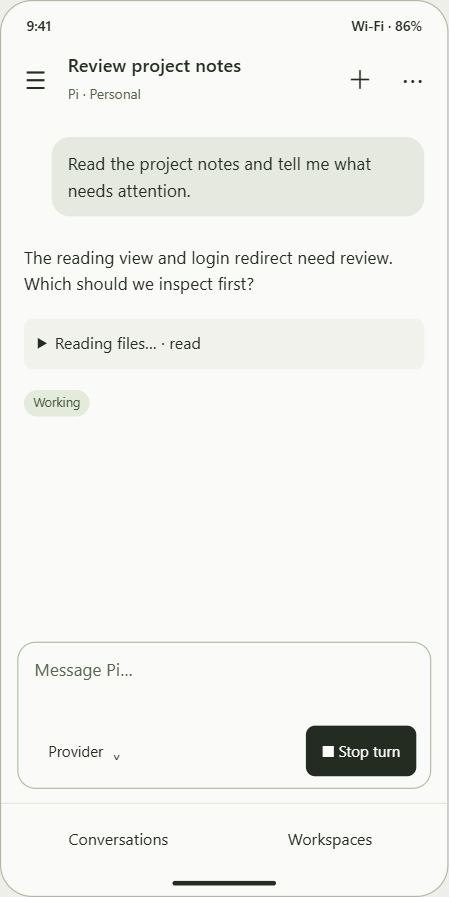 9:41
Wi-Fi · 86%
Review project notes
Pi · Personal
Read the project notes and tell me what
needs attention.
The reading view and login redirect need review.
Which should we inspect first?
Reading files... · read
Working
Message Pi...
Provider
Stop turn
Conversations
Workspaces